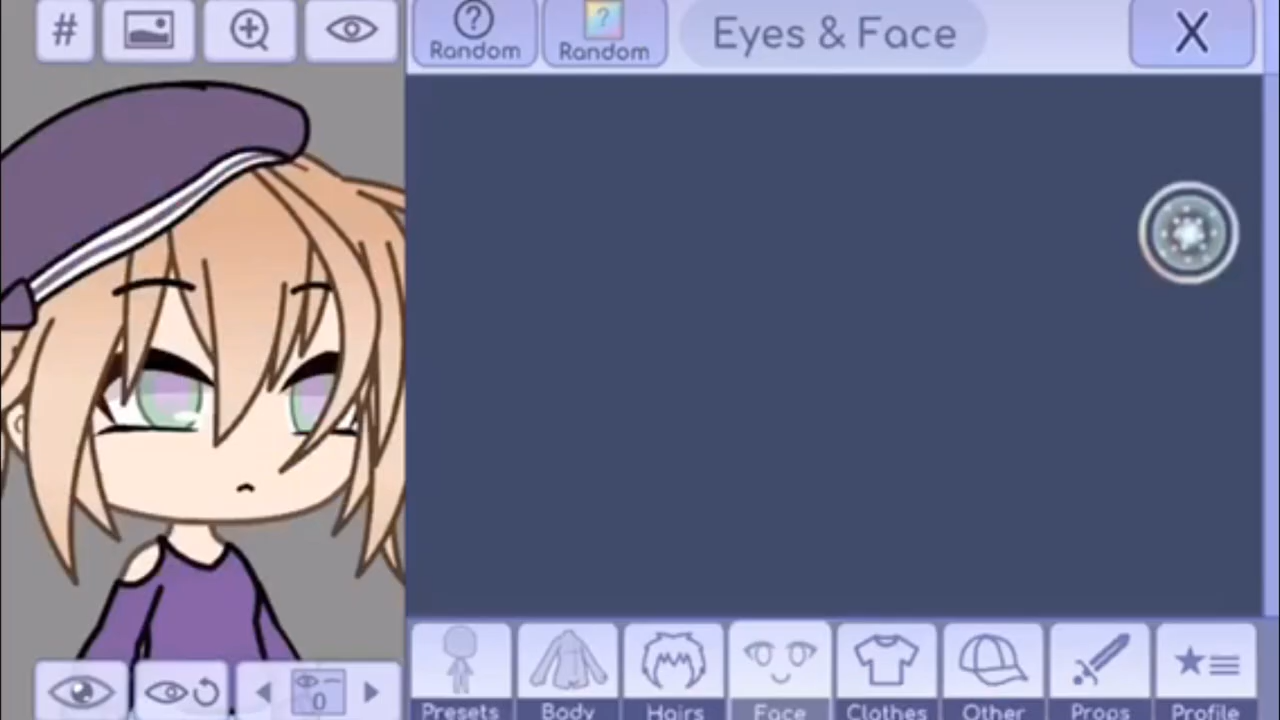 #
? Random
? Random
Eyes & Face
X
0
Presets
Body
Hairs
Face
Clothes
Other
Props
Profile